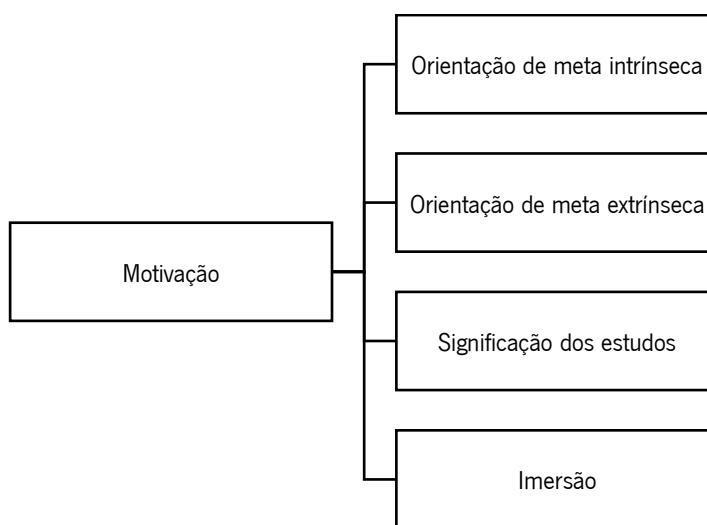 Orientação de meta intrínseca
Orientação de meta extrínseca
Motivação
Significação dos estudos
Imersão